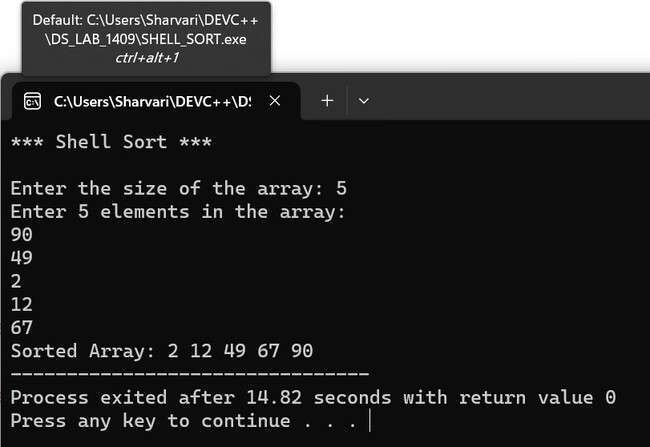 Default: C:\Users\Sharvari\DEVC++
\DS_LAB_1409\SHELL_SORT.exe
ctrl+alt+1
C:\Users\Sharvari\DEVC++\D:
*** Shell Sort ***
Enter the size of the array: 5
Enter 5 elements in the array:
90
49
2
12
67
Sorted Array: 2 12 49 67 90
--------------------------------
Process exited after 14.82 seconds with return value 0
Press any key to continue . . .